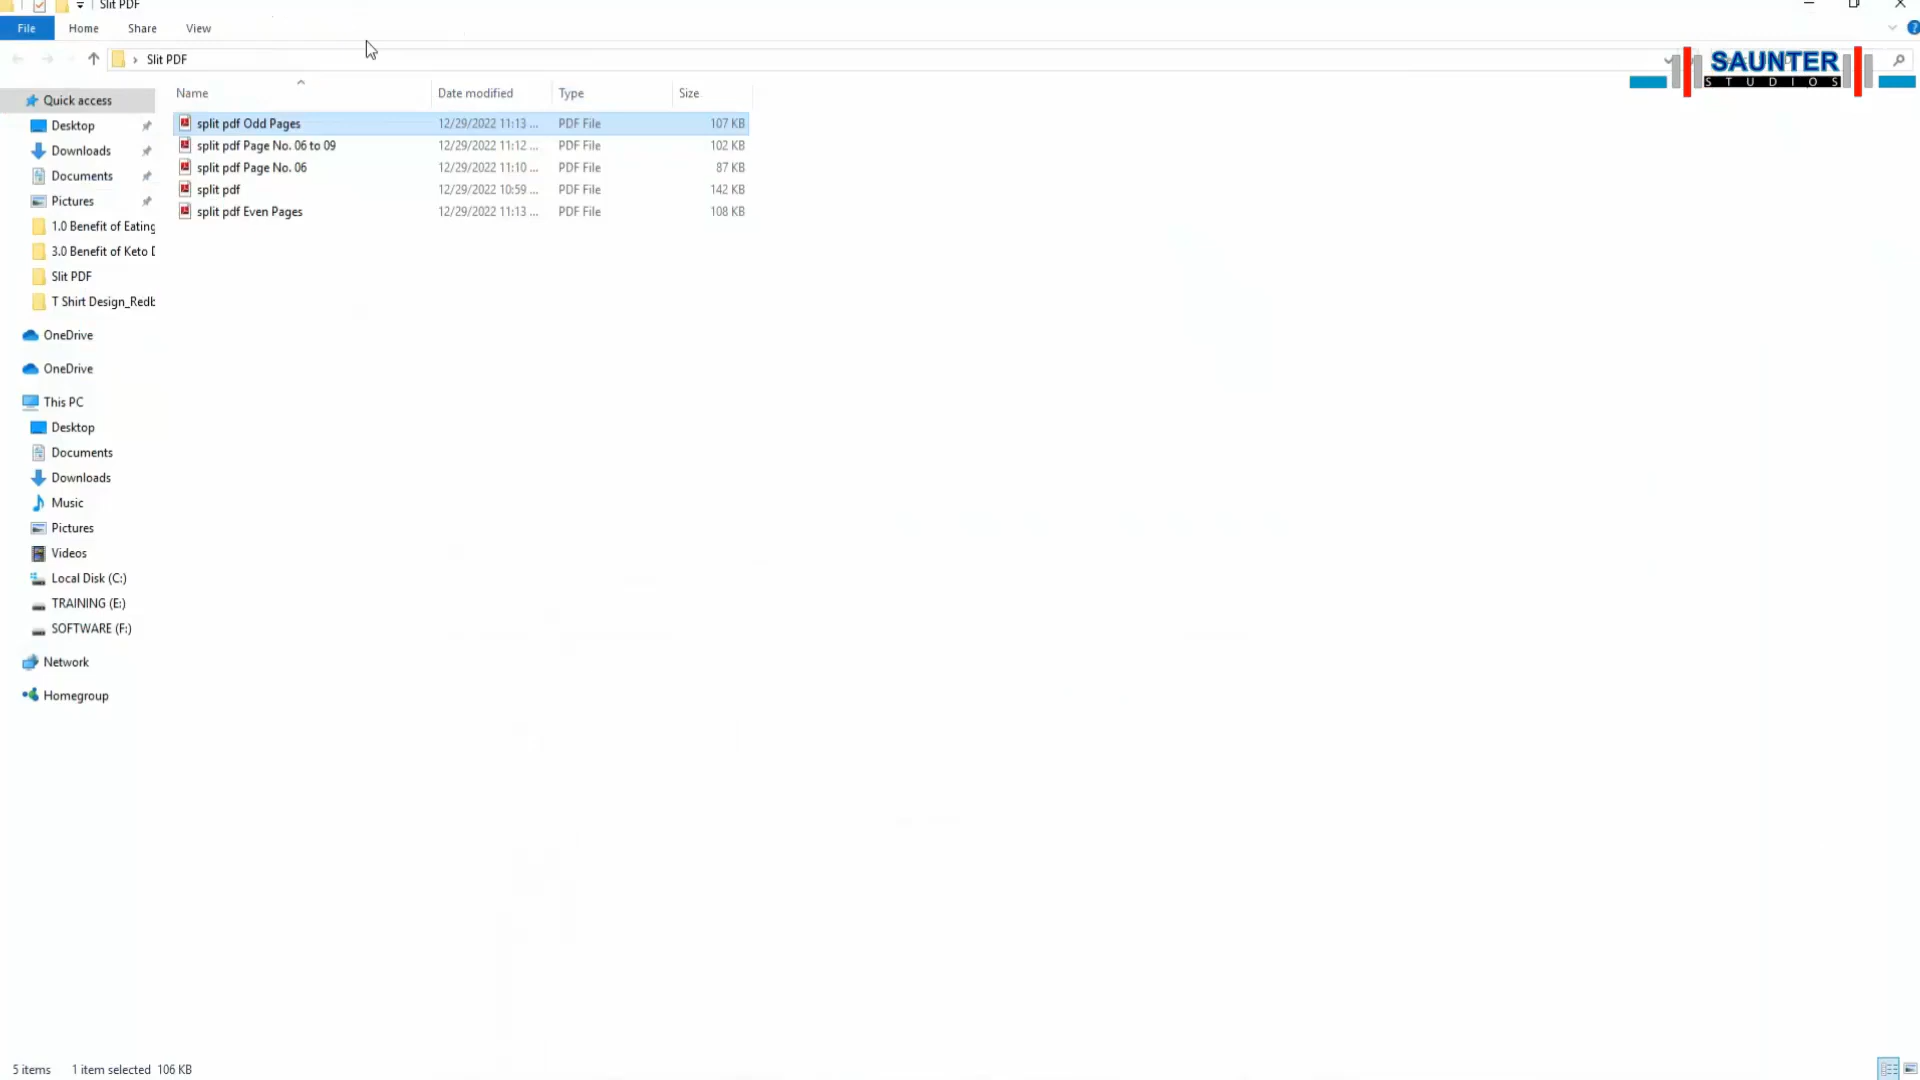 Slit PDF
File Home Share View
Slit PDF
SAUNTER
STUDIOS
Name Date modified Type Size
Quick access
split pdf Odd Pages 12/29/2022 11:13 ... PDF File 107 KB
Desktop
split pdf Page No. 06 to 09 12/29/2022 11:12 ... PDF File 102 KB
Downloads
split pdf Page No. 06 12/29/2022 11:10 ... PDF File 87 KB
Documents
split pdf 12/29/2022 10:59 ... PDF File 142 KB
Pictures
split pdf Even Pages 12/29/2022 11:13 ... PDF File 108 KB
1.0 Benefit of Eating
3.0 Benefit of Keto D
Slit PDF
T Shirt Design_Redb
OneDrive
OneDrive
This PC
Desktop
Documents
Downloads
Music
Pictures
Videos
Local Disk (C:)
TRAINING (E:)
SOFTWARE (F:)
Network
Homegroup
5 items 1 item selected 106 KB